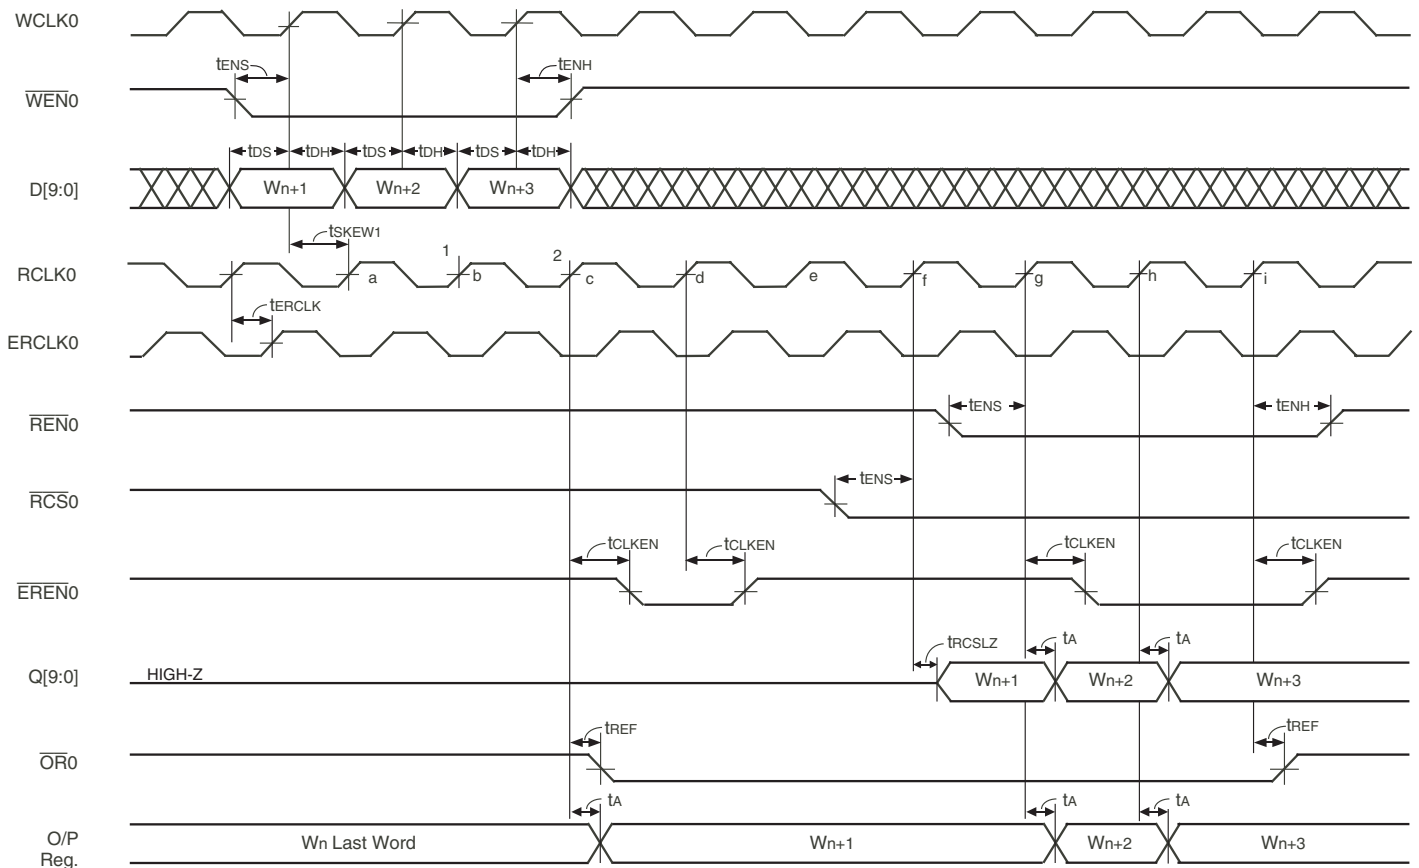 WCLK0
tENS
tENH
WEN0
tDS tDH tDS tDH tDS tDH
D[9:0]
Wn+1 Wn+2 Wn+3
tSKEW1
1 2
RCLK0
a b c d e f g h i
tERCLK
ERCLK0
REN0
tENS tENH
RCS0
tENS
tCLKEN tCLKEN tCLKEN tCLKEN
EREN0
tRCSLZ tA tA
Q[9:0]
HIGH-Z
Wn+1 Wn+2 Wn+3
tREF tREF
OR0
tA tA tA
O/P
Reg.
Wn Last Word Wn+1 Wn+2 Wn+3